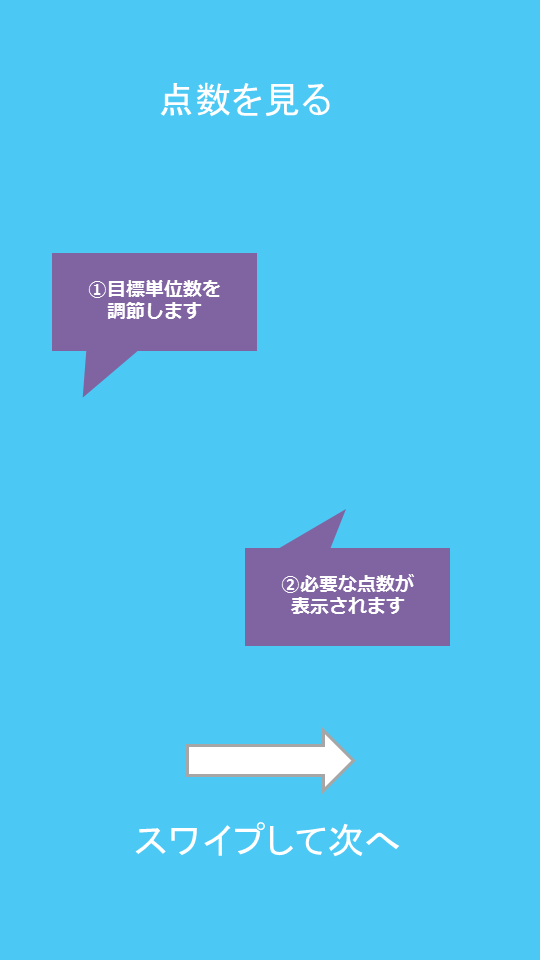 点数を見る
①目標単位数を
調節します
②必要な点数が
表示されます
スワイプして次へ